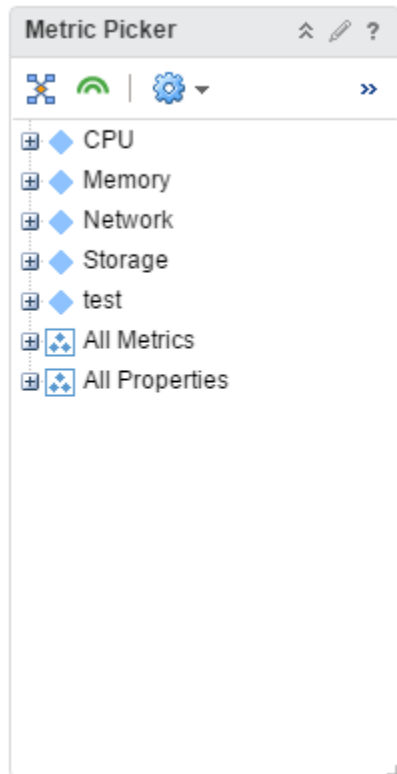 Metric Picker ?
CPU
Memory
Network
Storage
test
All Metrics
All Properties